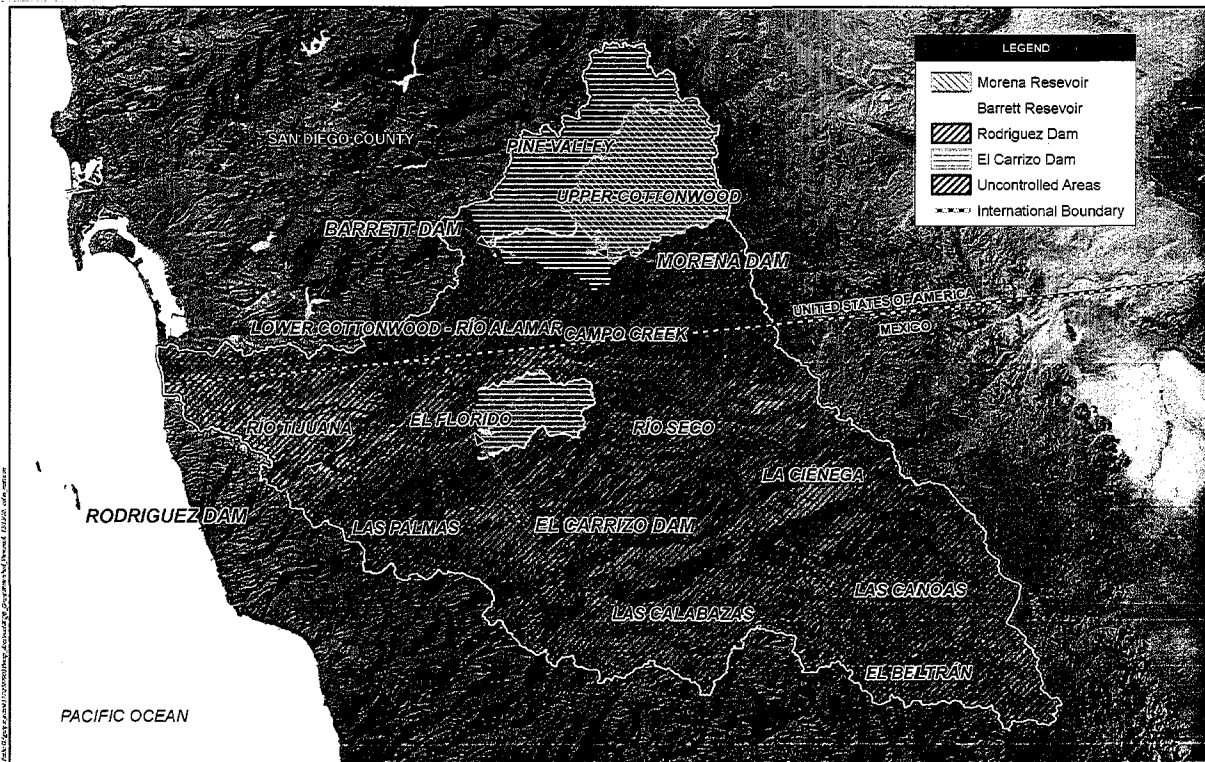 LEGEND
Morena Resevoir
Barrett Resevoir
Rodriguez Dam
El Carrizo Dam
Uncontrolled Areas
International Boundary
SAN DIEGO COUNTY
PINE VALLEY
UPPER COTTONWOOD
BARRETT DAM
MORENA DAM
UNITED STATES OF AMERICA
MEXICO
LOWER COTTONWOOD - RÍO ALAMAR
CAMPO CREEK
RÍO TIJUANA
EL FLORIDO
RÍO SECO
LA CIENEGA
RODRIGUEZ DAM
LAS PALMAS
EL CARRIZO DAM
LAS CANOAS
LAS CALABAZAS
EL BELTRÁN
PACIFIC OCEAN